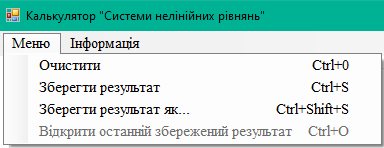 Калькулятор "Системи нелінійних рівнянь"
Меню Інформація
Очистити Ctrl+0
Зберегти результат Ctrl+S
Зберегти результат як... Ctrl+Shift+S
Відкрити останній збережений результат Ctrl+O